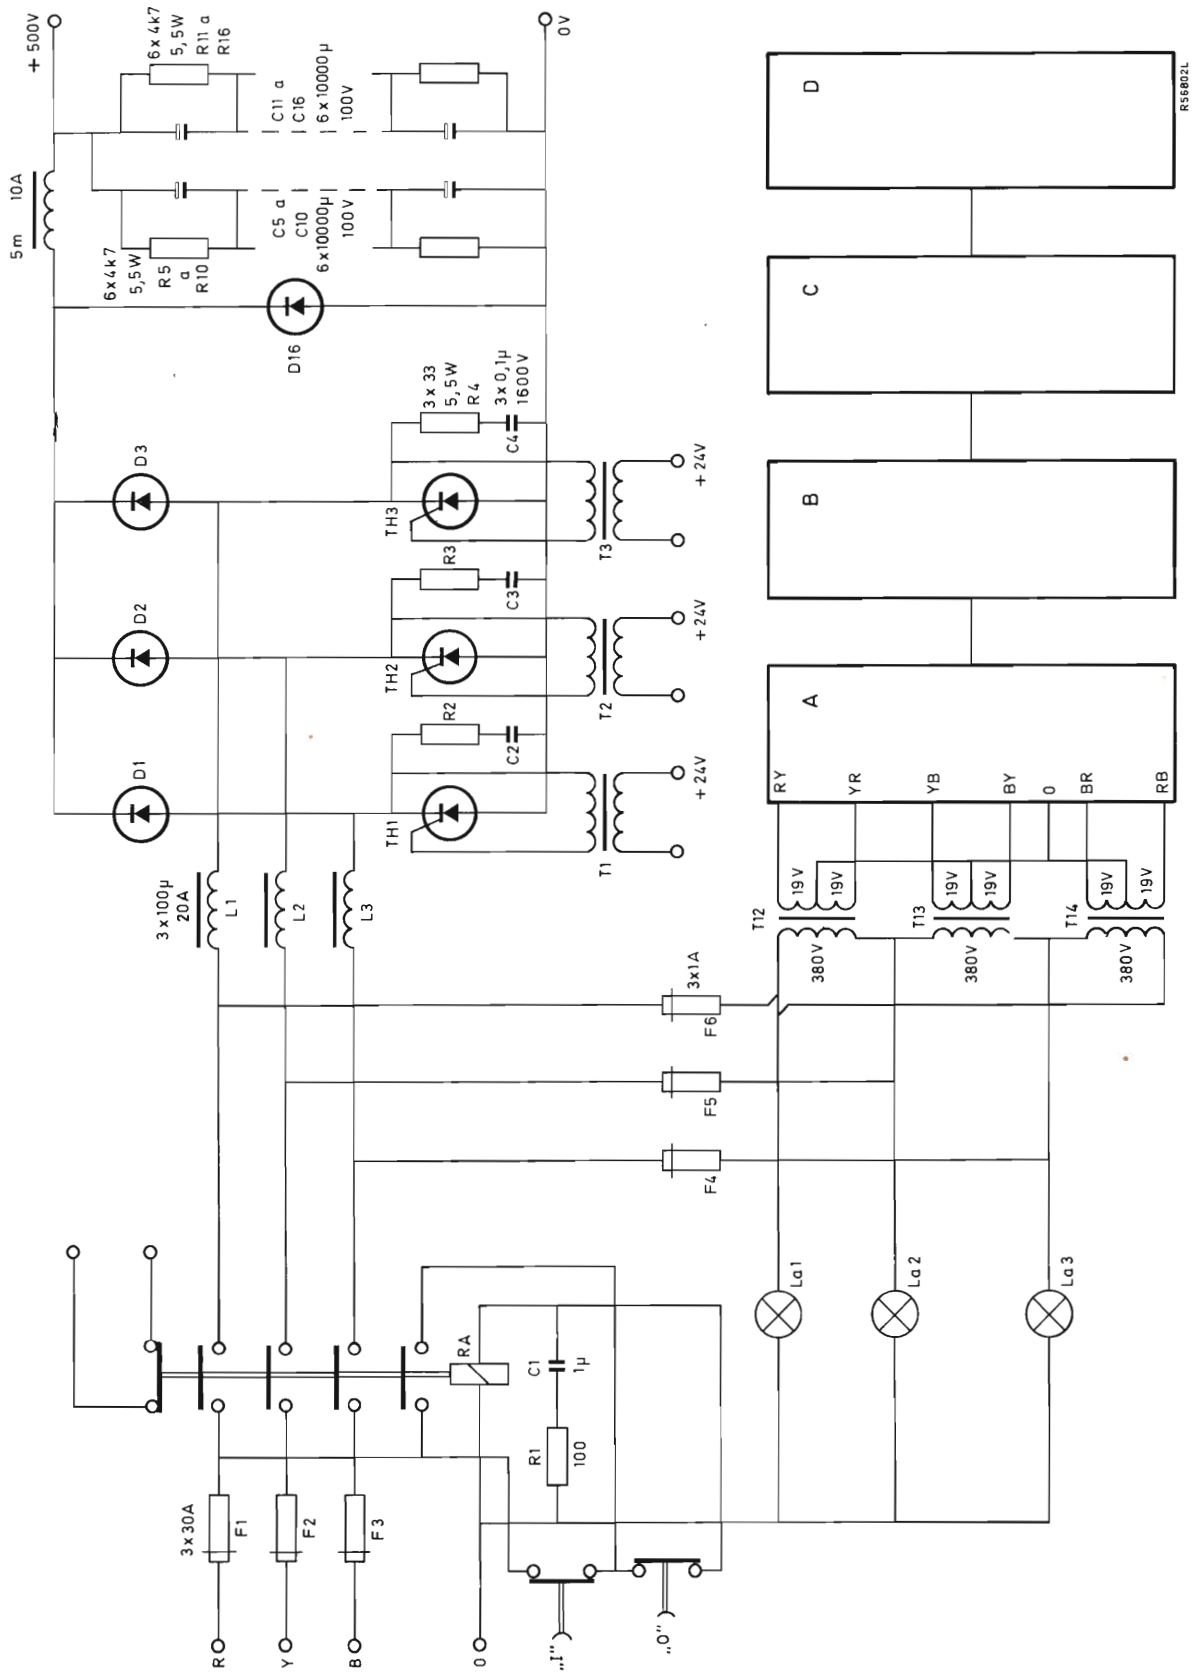 R
Y
B
0
3x30A
F1
F2
F3
„I"
„O"
R1
100
C1
1µ
RA
La1
La2
La3
F4
F5
F6
3x1A
3x100µ
20A
L1
L2
L3
D1
D2
D3
TH1
TH2
TH3
R2
C2
R3
C3
3x33
5,5W
R4
3x0,1µ
1600V
C4
T1
+24V
T2
+24V
T3
+24V
D16
5m 10A
+500V
0V
6x4k7
5,5W
R5
a
R10
C5 a
C10
6x10000µ
100V
6x4k7
5,5W
R11 a
R16
C11 a
C16
6x10000µ
100V
T12
T13
T14
380V
380V
380V
19V
19V
19V
19V
19V
19V
RY
YR
YB
BY
0
BR
RB
A
B
C
D
R56802L